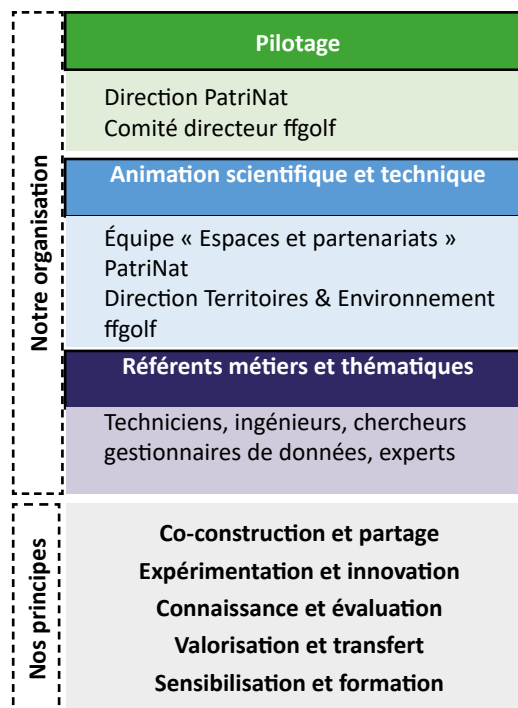 Notre organisation
Pilotage
Direction PatriNat
Comité directeur ffgolf
Animation scientifique et technique
Équipe « Espaces et partenariats »
PatriNat
Direction Territoires & Environnement
ffgolf
Référents métiers et thématiques
Techniciens, ingénieurs, chercheurs
gestionnaires de données, experts
Nos principes
Co-construction et partage
Expérimentation et innovation
Connaissance et évaluation
Valorisation et transfert
Sensibilisation et formation